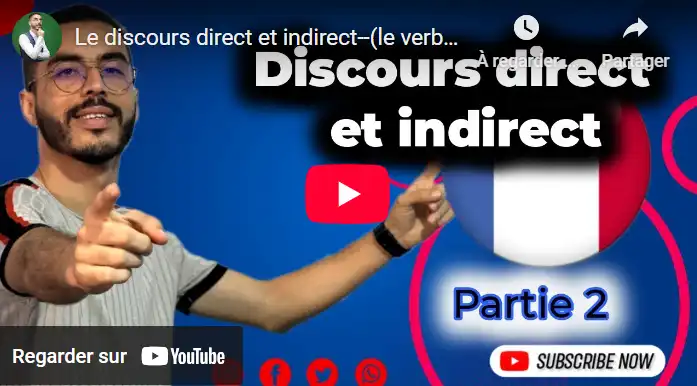 Le discours direct et indirect--(le verb...
À regarder...
Partager
Discours direct
et indirect
Partie 2
Regarder sur YouTube
SUBSCRIBE NOW